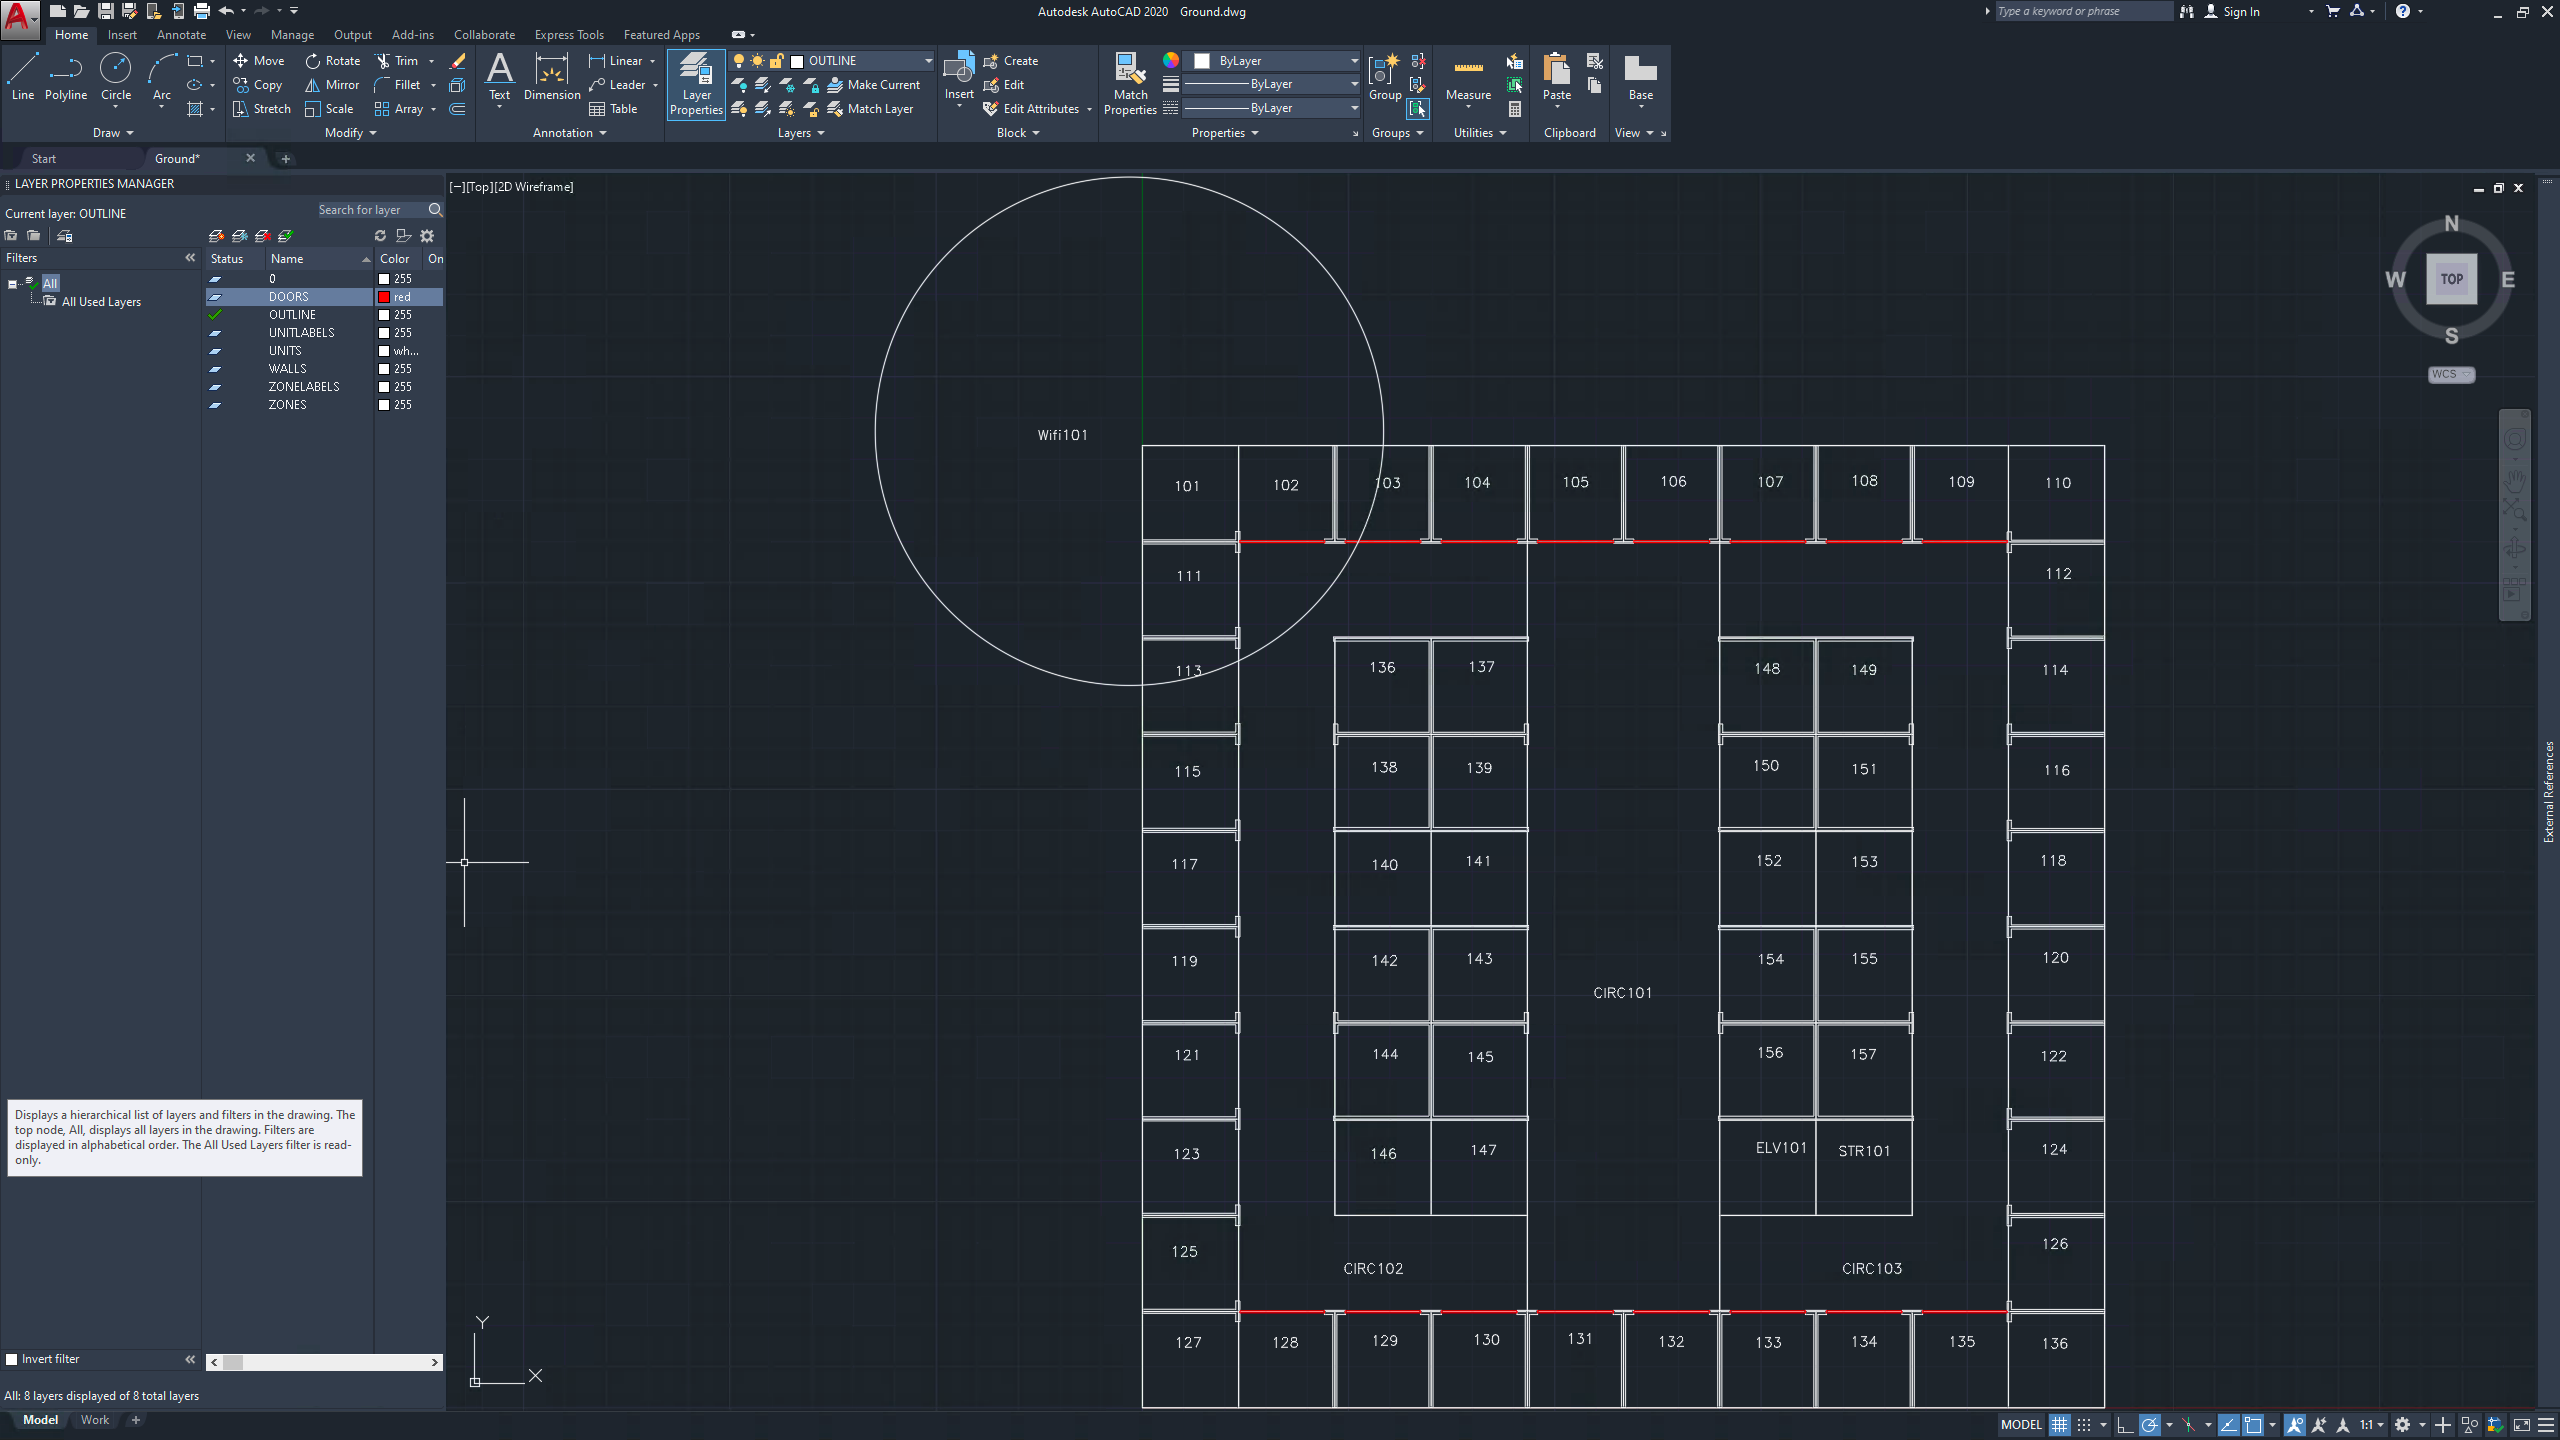 Autodesk AutoCAD 2020 Ground.dwg
Type a keyword or phrase
Sign In
Home Insert Annotate View Manage Output Add-ins Collaborate Express Tools Featured Apps
Line Polyline Circle Arc
Draw
Move Rotate Trim
Copy Mirror Fillet
Stretch Scale Array
Modify
Text Dimension
Linear
Leader
Table
Annotation
Layer Properties
OUTLINE
Make Current
Match Layer
Layers
Insert
Create
Edit
Edit Attributes
Block
Match Properties
ByLayer
ByLayer
ByLayer
Properties
Group
Groups
Measure
Utilities
Paste
Clipboard
Base
View
Start Ground*
LAYER PROPERTIES MANAGER
Current layer: OUTLINE
Search for layer
Filters
All
All Used Layers
Status Name Color On
0 255
DOORS red
OUTLINE 255
UNITLABELS 255
UNITS wh...
WALLS 255
ZONELABELS 255
ZONES 255
Displays a hierarchical list of layers and filters in the drawing. The
top node, All, displays all layers in the drawing. Filters are
displayed in alphabetical order. The All Used Layers filter is read-
only.
Invert filter
All: 8 layers displayed of 8 total layers
Model Work
[−][Top][2D Wireframe]
N
W TOP E
S
WCS
External References
Wifi101
101 102 103 104 105 106 107 108 109 110
111 112
113 136 137 148 149 114
115 138 139 150 151 116
117 140 141 152 153 118
119 142 143 154 155 120
CIRC101
121 144 145 156 157 122
123 146 147 ELV101 STR101 124
125 126
CIRC102 CIRC103
127 128 129 130 131 132 133 134 135 136
Y
X
MODEL 1:1